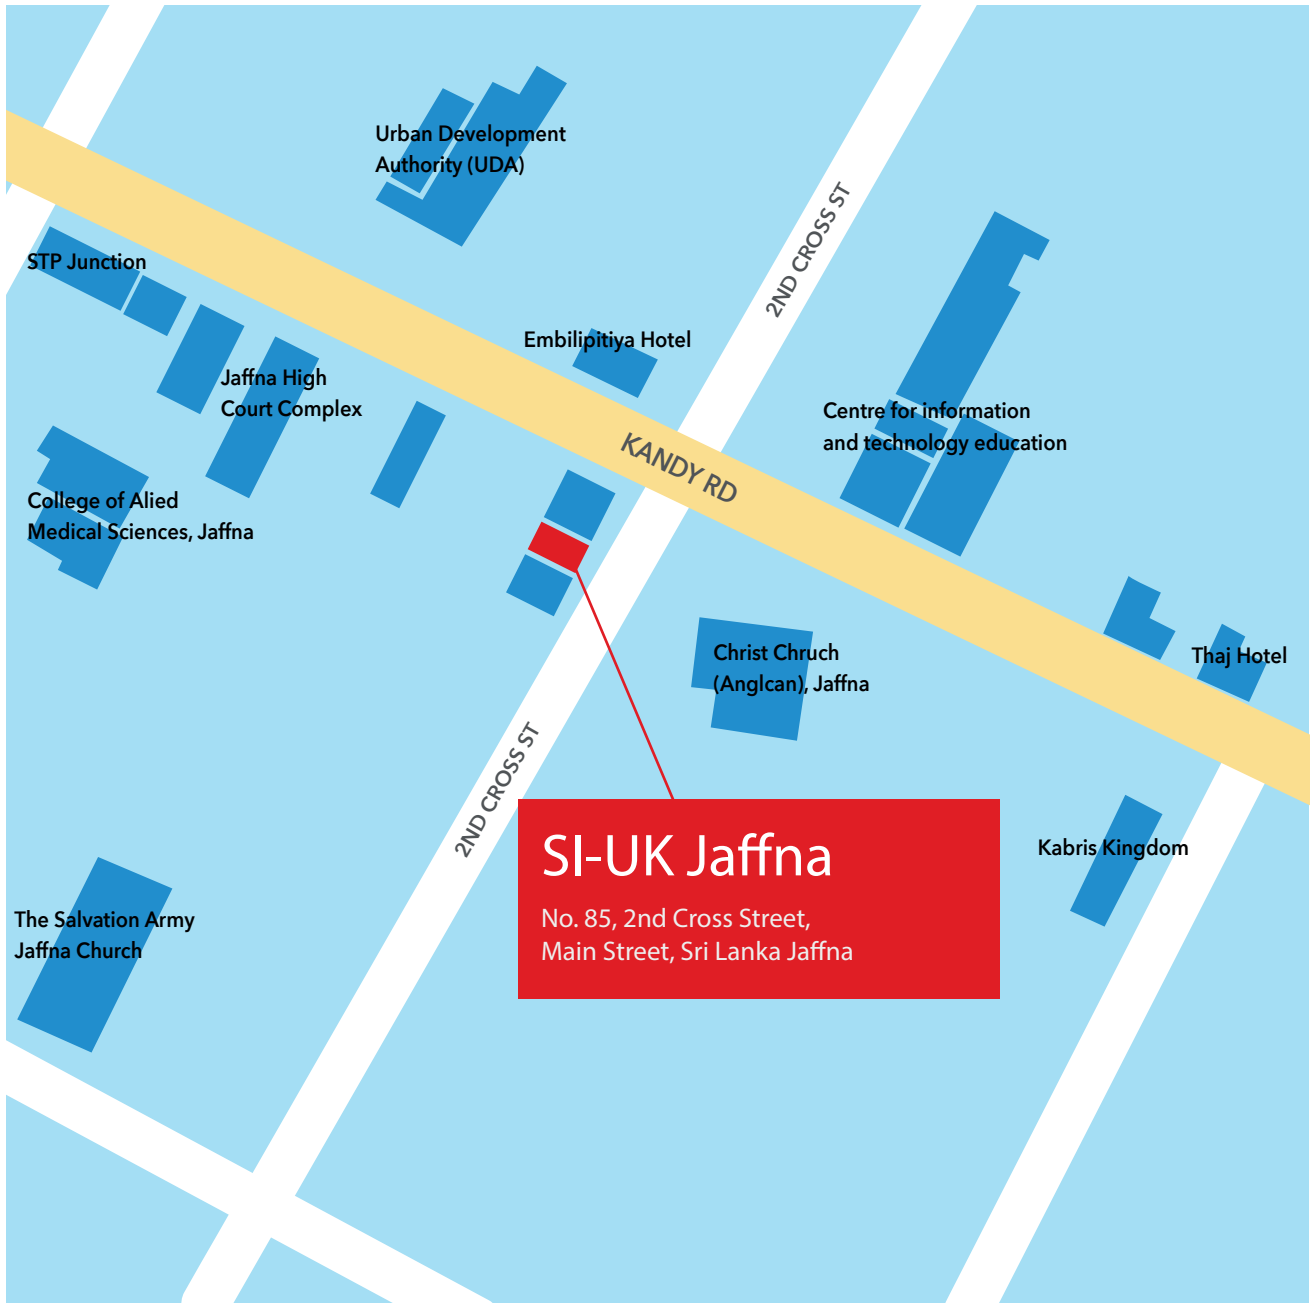 Urban Development
Authority (UDA)
2ND CROSS ST
STP Junction
Embilipitiya Hotel
Jaffna High
Court Complex
Centre for information
and technology education
KANDY RD
College of Alied
Medical Sciences, Jaffna
Christ Chruch
(Anglcan), Jaffna
Thaj Hotel
2ND CROSS ST
SI-UK Jaffna
No. 85, 2nd Cross Street,
Main Street, Sri Lanka Jaffna
Kabris Kingdom
The Salvation Army
Jaffna Church